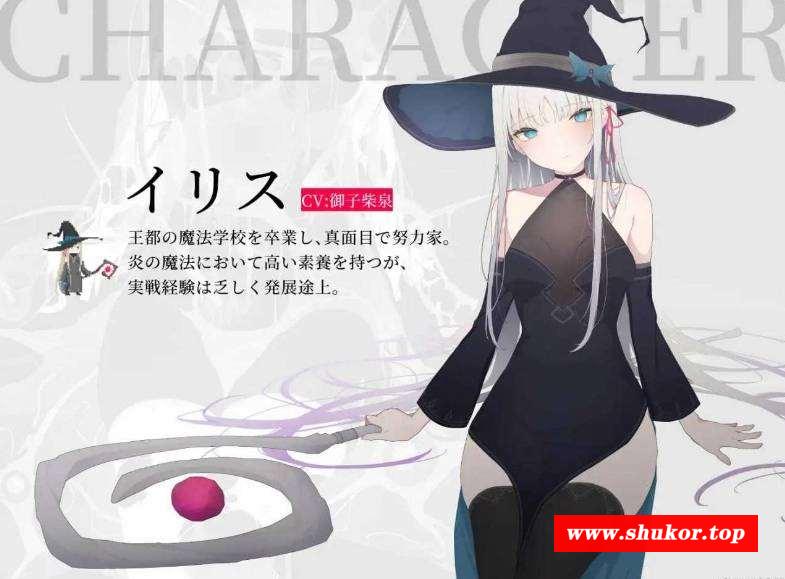 CHARACTER
イリス
CV:御子柴泉
王都の魔法学校を卒業し、真面目で努力家。
炎の魔法において高い素養を持つが、
実戦経験は乏しく発展途上。
www.shukor.top